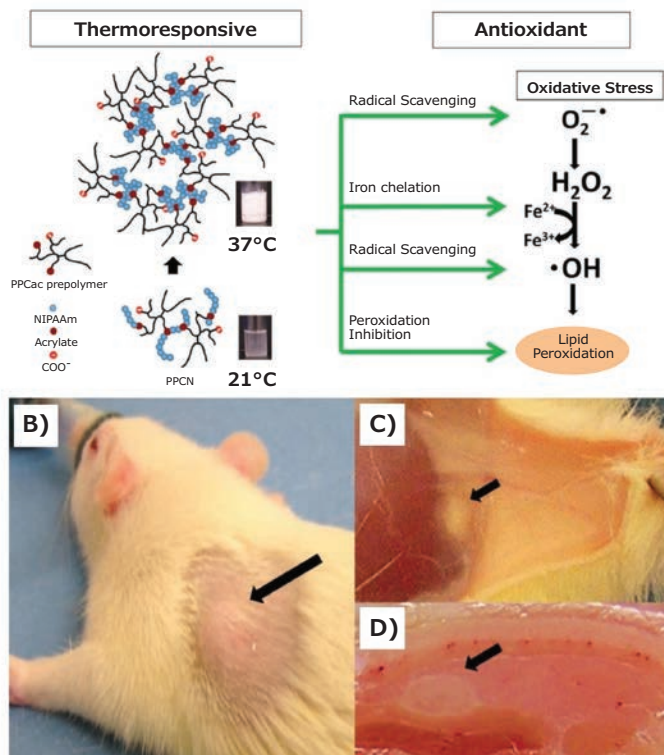 Thermoresponsive
37°C
PPCac prepolymer
NIPAAm
Acrylate
COO⁻
PPCN
21°C
Antioxidant
Oxidative Stress
Radical Scavenging
O₂⁻•
Iron chelation
H₂O₂
Fe²⁺
Fe³⁺
Radical Scavenging
•OH
Peroxidation
Inhibition
Lipid
Peroxidation
B)
C)
D)